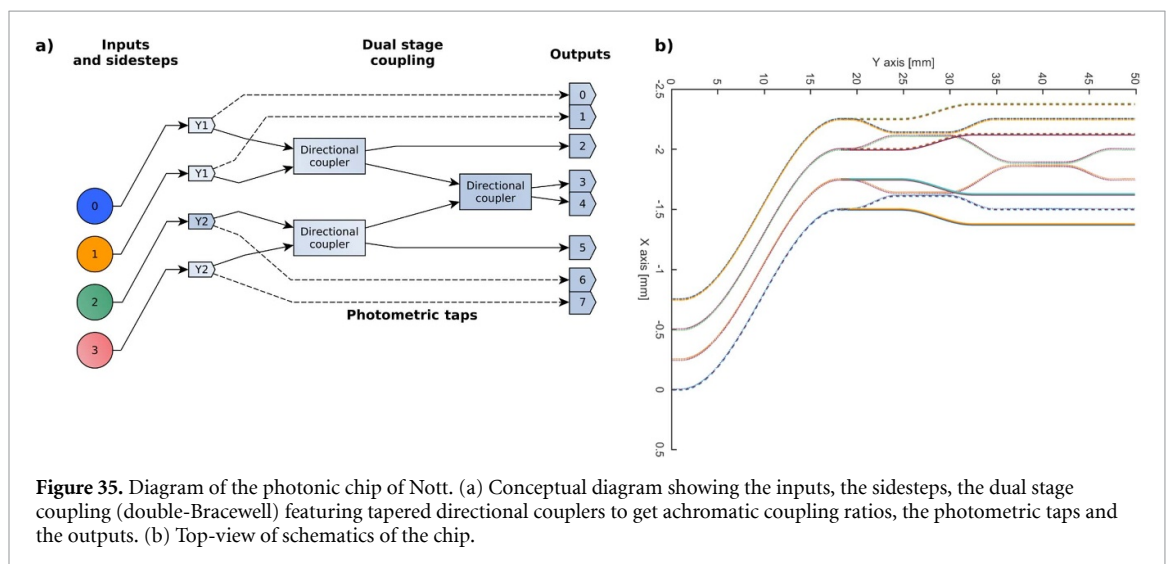 a)
Inputs
and sidesteps
Dual stage
coupling
Outputs
Y1
Y1
Y2
Y2
0
1
2
3
Directional
coupler
Directional
coupler
Directional
coupler
0
1
2
3
4
5
6
7
Photometric taps
b)
Y axis [mm]
0
5
10
15
20
25
30
35
40
45
50
-2.5
-2
-1.5
-1
-0.5
0
0.5
X axis [mm]
Figure 35. Diagram of the photonic chip of Nott. (a) Conceptual diagram showing the inputs, the sidesteps, the dual stage
coupling (double-Bracewell) featuring tapered directional couplers to get achromatic coupling ratios, the photometric taps and
the outputs. (b) Top-view of schematics of the chip.